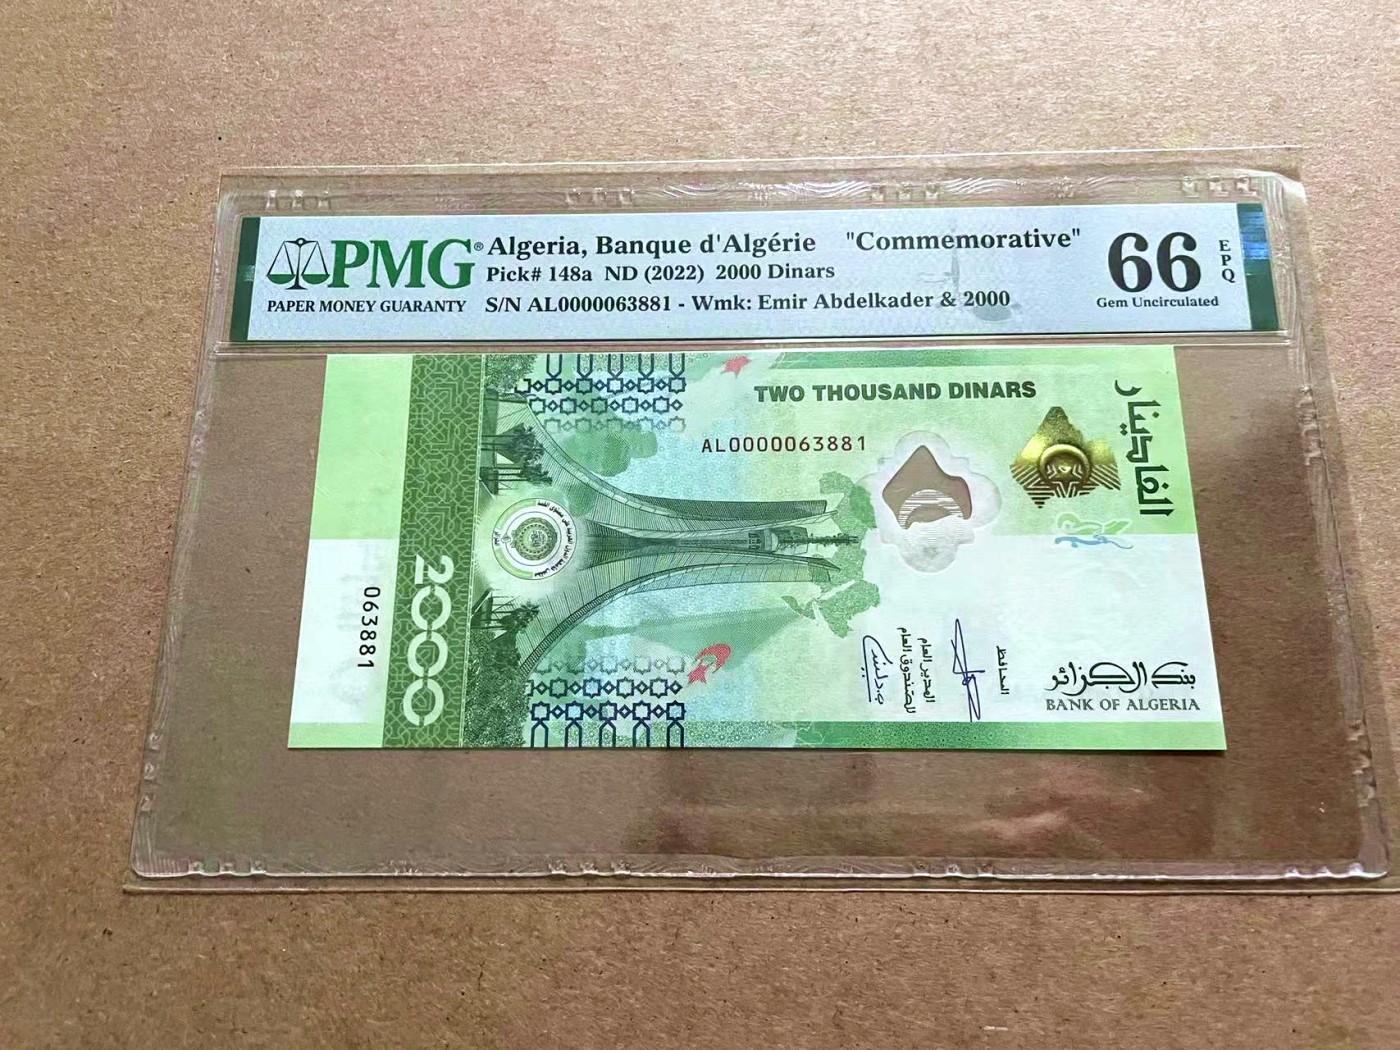 PMG®
PAPER MONEY GUARANTY
Algeria, Banque d'Algérie "Commemorative"
Pick# 148a ND (2022) 2000 Dinars
S/N AL0000063881 - Wmk: Emir Abdelkader & 2000
66
EPQ
Gem Uncirculated
TWO THOUSAND DINARS
AL0000063881
ألفا دينار
2000
063881
المحافظ
المدير العام
للصندوق العام
بنك الجزائر
BANK OF ALGERIA